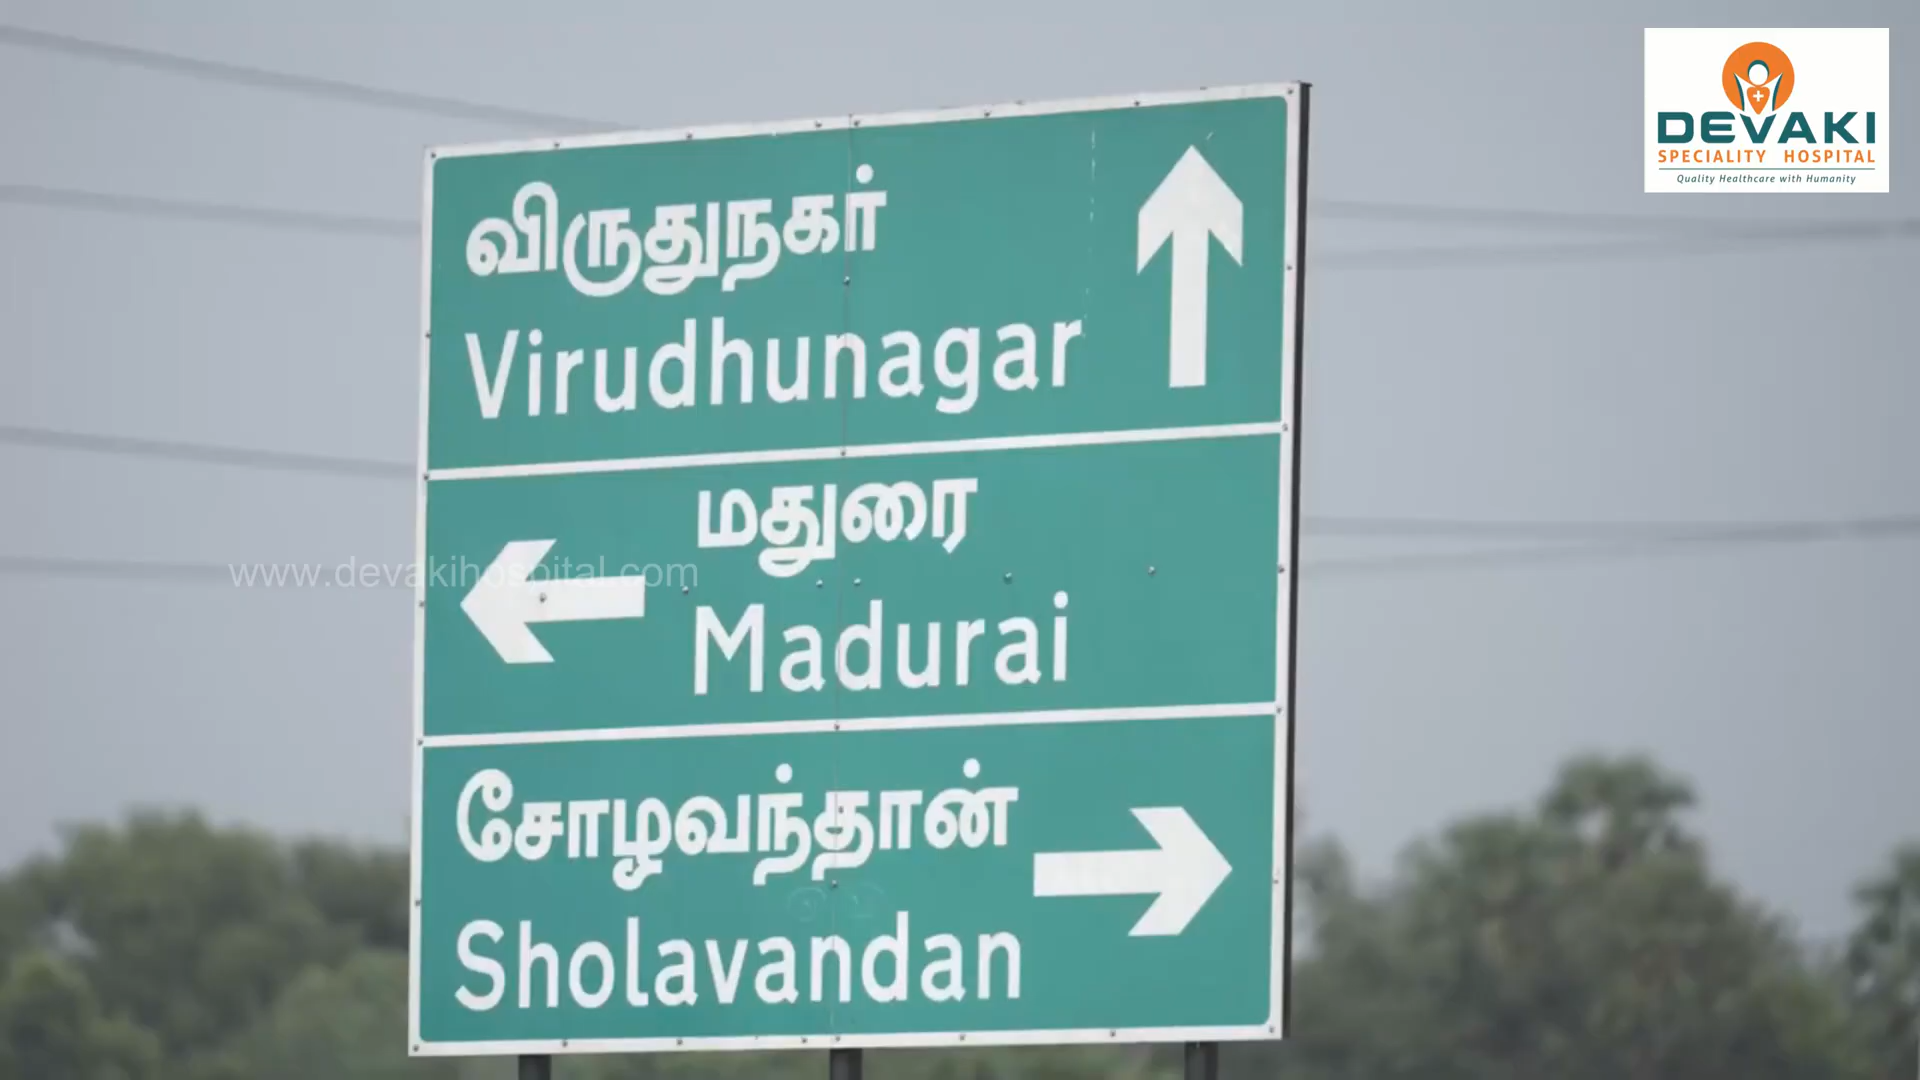 DEVAKI
SPECIALITY HOSPITAL
Quality Healthcare with Humanity
விருதுநகர்
Virudhunagar
மதுரை
www.devakihospital.com
Madurai
சோழவந்தான்
Sholavandan